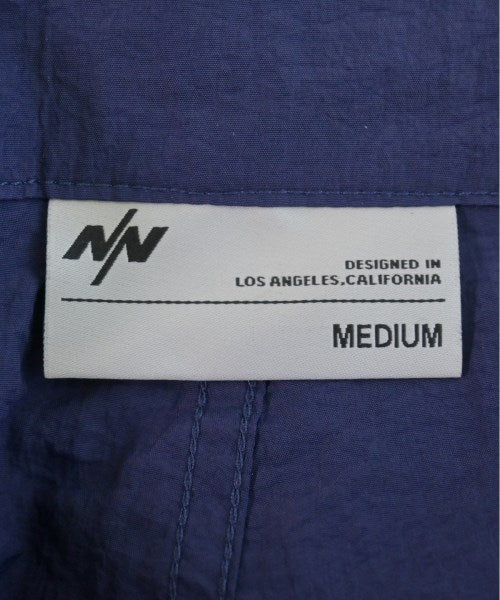 N/N
DESIGNED IN
LOS ANGELES,CALIFORNIA
MEDIUM